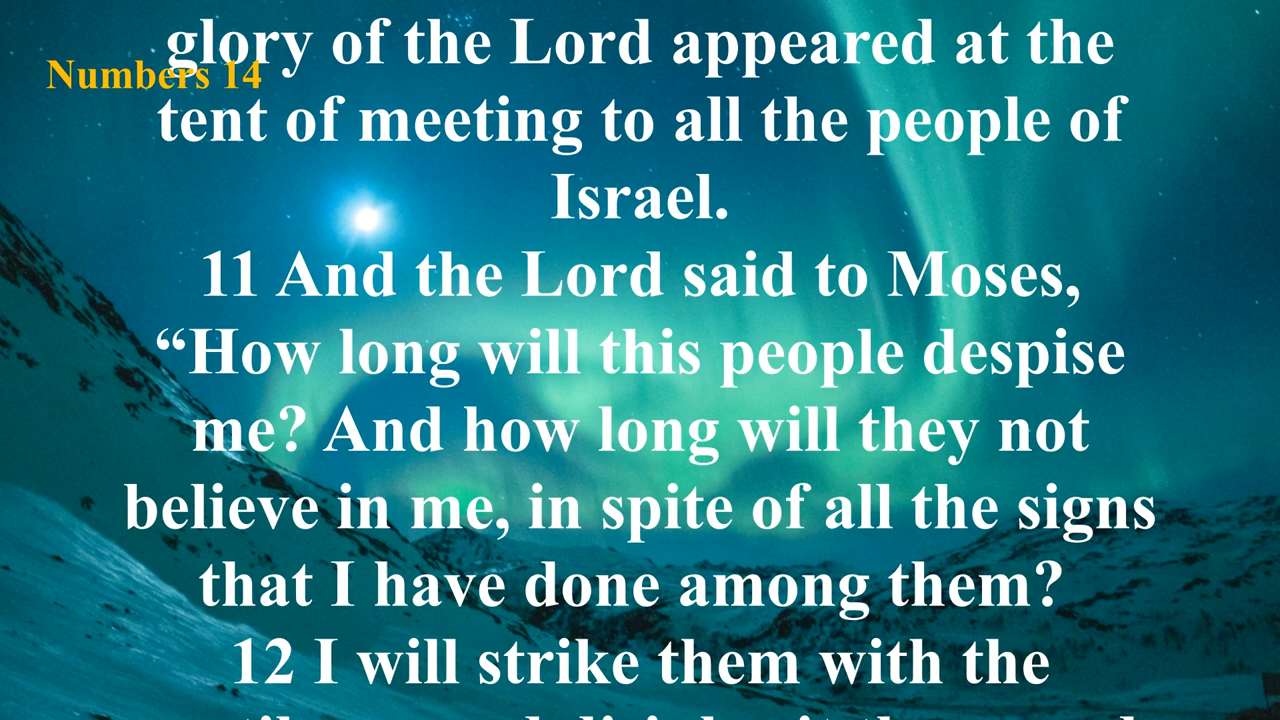 glory of the Lord appeared at the
Numbers 14
tent of meeting to all the people of
Israel.
11 And the Lord said to Moses,
“How long will this people despise
me? And how long will they not
believe in me, in spite of all the signs
that I have done among them?
12 I will strike them with the